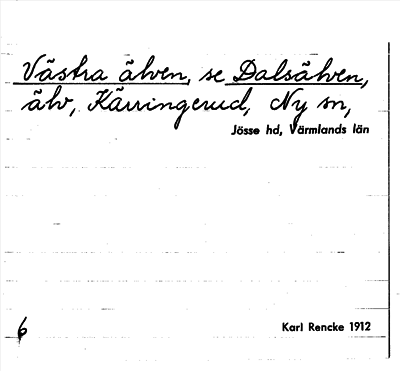 Västra älven, se Dalsälven,
älv, Kärringerud, Ny sn,
Jösse hd, Värmlands län
6
Karl Rencke 1912